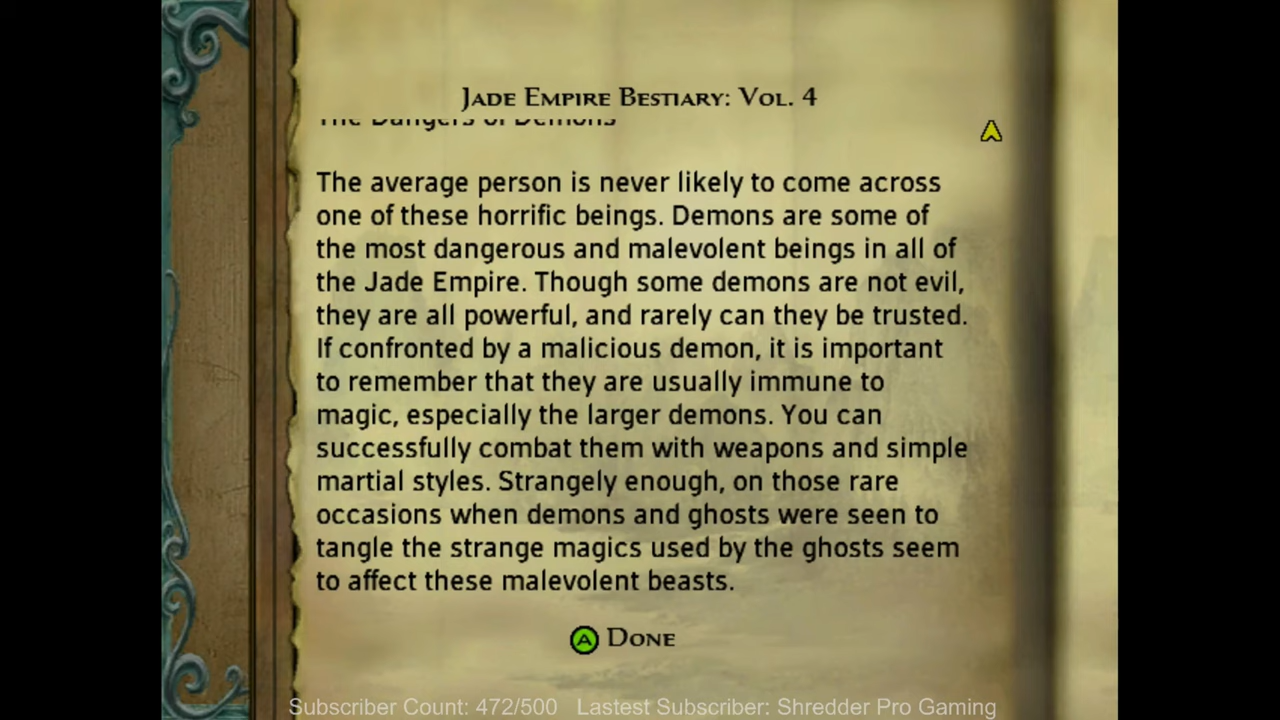 Jade Empire Bestiary: Vol. 4
The Dangers of Demons
The average person is never likely to come across
one of these horrific beings. Demons are some of
the most dangerous and malevolent beings in all of
the Jade Empire. Though some demons are not evil,
they are all powerful, and rarely can they be trusted.
If confronted by a malicious demon, it is important
to remember that they are usually immune to
magic, especially the larger demons. You can
successfully combat them with weapons and simple
martial styles. Strangely enough, on those rare
occasions when demons and ghosts were seen to
tangle the strange magics used by the ghosts seem
to affect these malevolent beasts.
A Done
Subscriber Count: 472/500 Lastest Subscriber: Shredder Pro Gaming